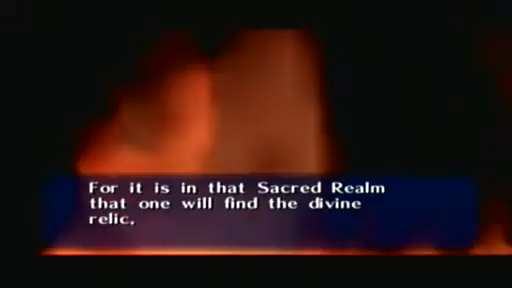 For it is in that Sacred Realm
that one will find the divine
relic,